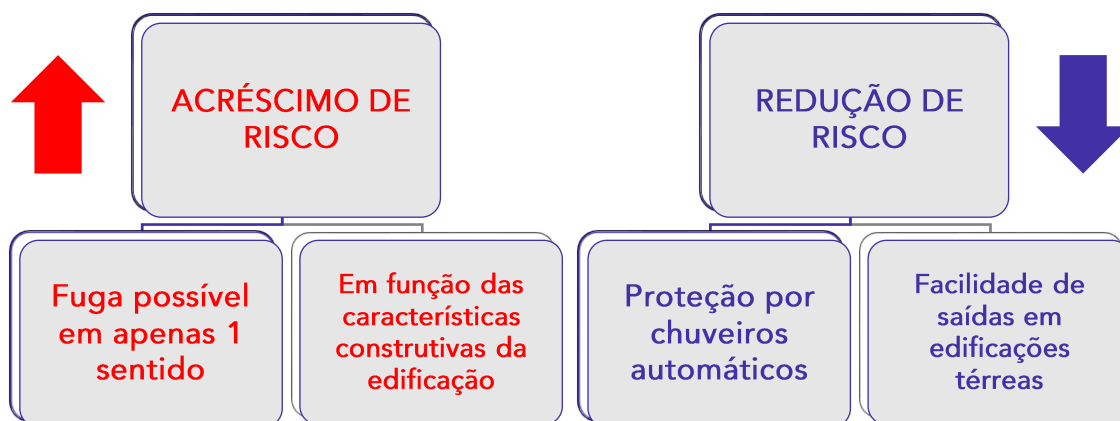 ACRÉSCIMO DE
RISCO
Fuga possível
em apenas 1
sentido
Em função das
características
construtivas da
edificação
REDUÇÃO DE
RISCO
Proteção por
chuveiros
automáticos
Facilidade de
saídas em
edificações
térreas